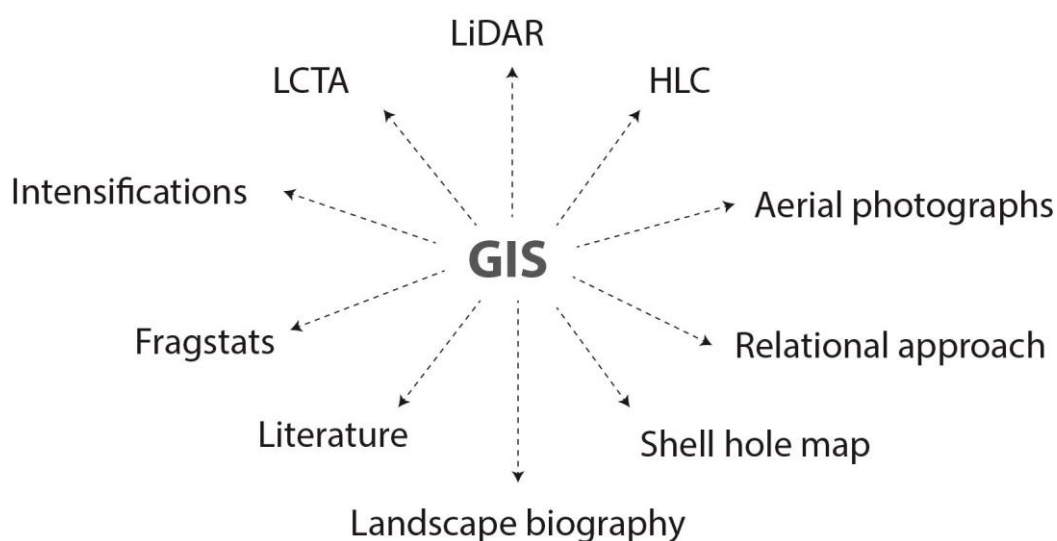 LiDAR
LCTA
HLC
Intensifications
Aerial photographs
GIS
Fragstats
Relational approach
Literature
Shell hole map
Landscape biography